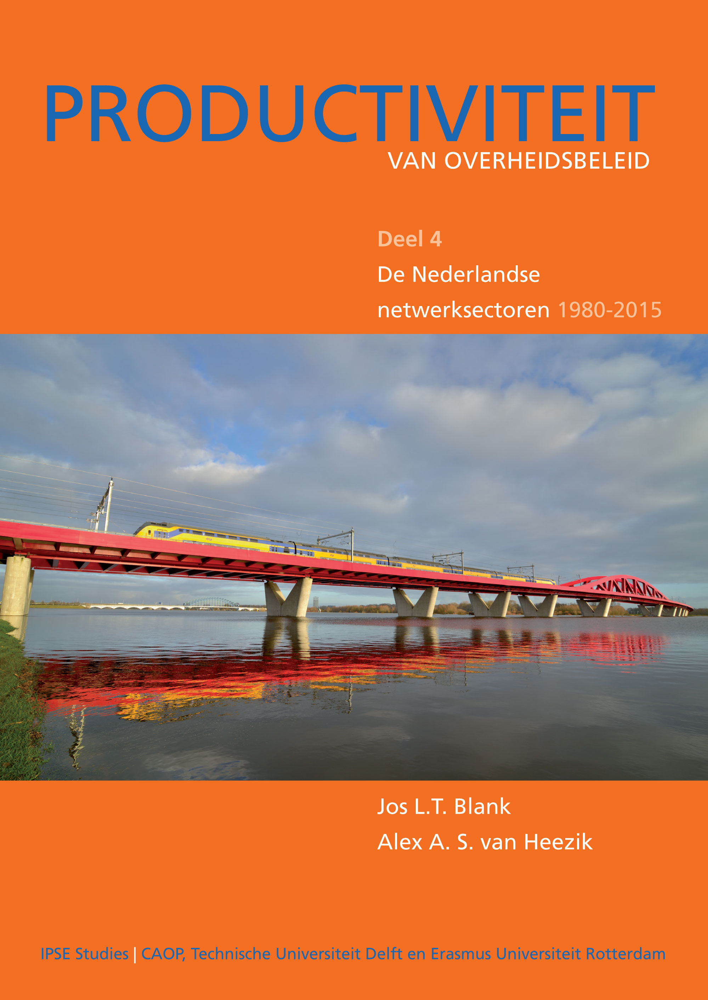 PRODUCTIVITEIT
VAN OVERHEIDSBELEID
Deel 4
De Nederlandse
netwerksectoren 1980-2015
Jos L.T. Blank
Alex A. S. van Heezik
IPSE Studies | CAOP, Technische Universiteit Delft en Erasmus Universiteit Rotterdam